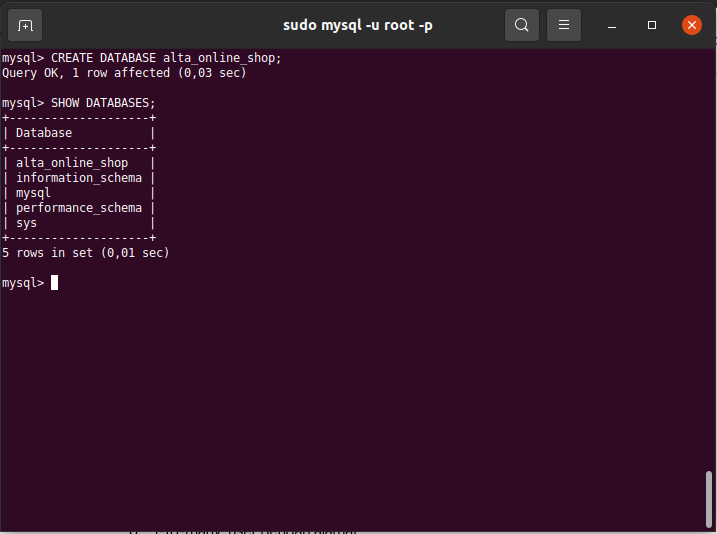 sudo mysql -u root -p
mysql> CREATE DATABASE alta_online_shop;
Query OK, 1 row affected (0,03 sec)
mysql> SHOW DATABASES;
+--------------------+
| Database           |
+--------------------+
| alta_online_shop   |
| information_schema |
| mysql              |
| performance_schema |
| sys                |
+--------------------+
5 rows in set (0,01 sec)
mysql>